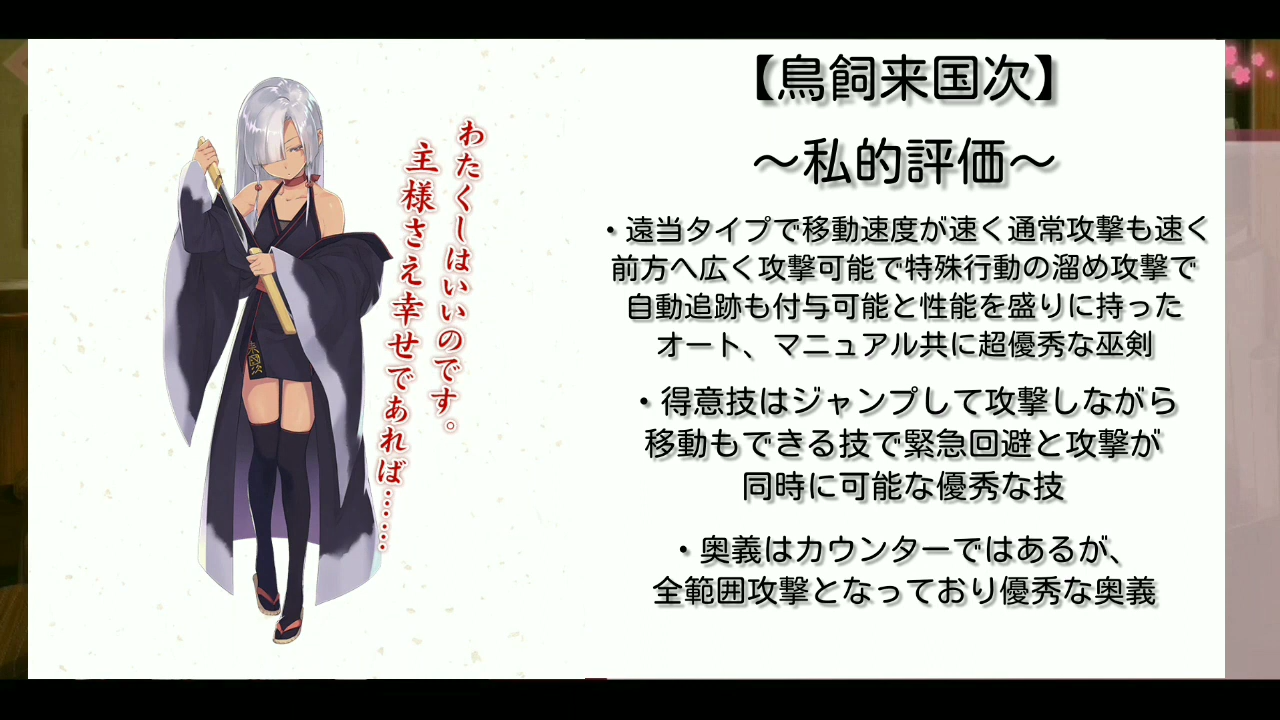 わたくしはいいのです。
主様さえ幸せであれば……
【鳥飼来国次】
～私的評価～
・遠当タイプで移動速度が速く通常攻撃も速く
前方へ広く攻撃可能で特殊行動の溜め攻撃で
自動追跡も付与可能と性能を盛りに持った
オート、マニュアル共に超優秀な巫剣
・得意技はジャンプして攻撃しながら
移動もできる技で緊急回避と攻撃が
同時に可能な優秀な技
・奥義はカウンターではあるが、
全範囲攻撃となっており優秀な奥義